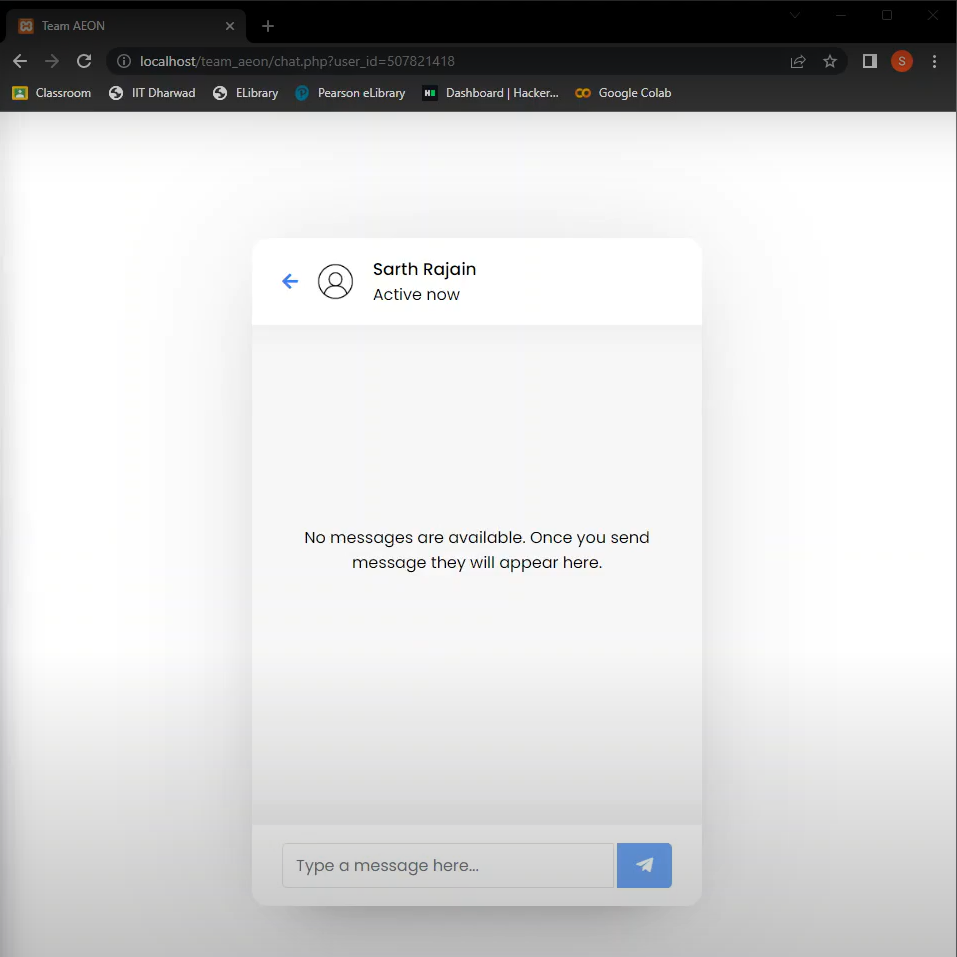 Team AEON
localhost/team_aeon/chat.php?user_id=507821418
S
Classroom IIT Dharwad ELibrary Pearson eLibrary Dashboard | Hacker... Google Colab
Sarth Rajain
Active now
No messages are available. Once you send
message they will appear here.
Type a message here...